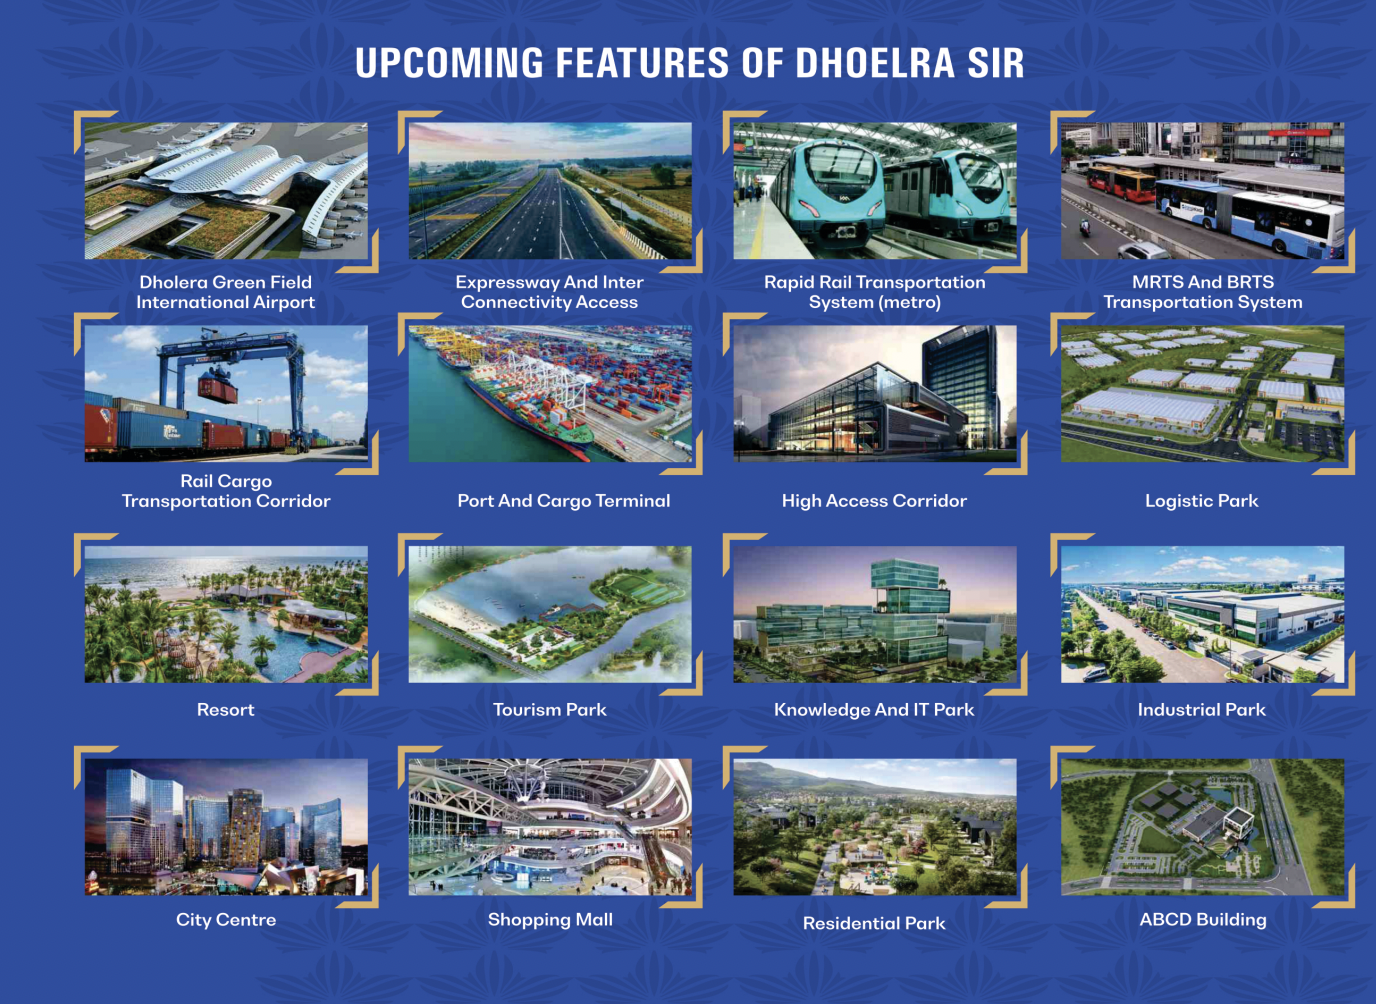 UPCOMING FEATURES OF DHOELRA SIR
Dholera Green Field
International Airport
Expressway And Inter
Connectivity Access
Rapid Rail Transportation
System (metro)
MRTS And BRTS
Transportation System
Rail Cargo
Transportation Corridor
Port And Cargo Terminal
High Access Corridor
Logistic Park
Resort
Tourism Park
Knowledge And IT Park
Industrial Park
City Centre
Shopping Mall
Residential Park
ABCD Building